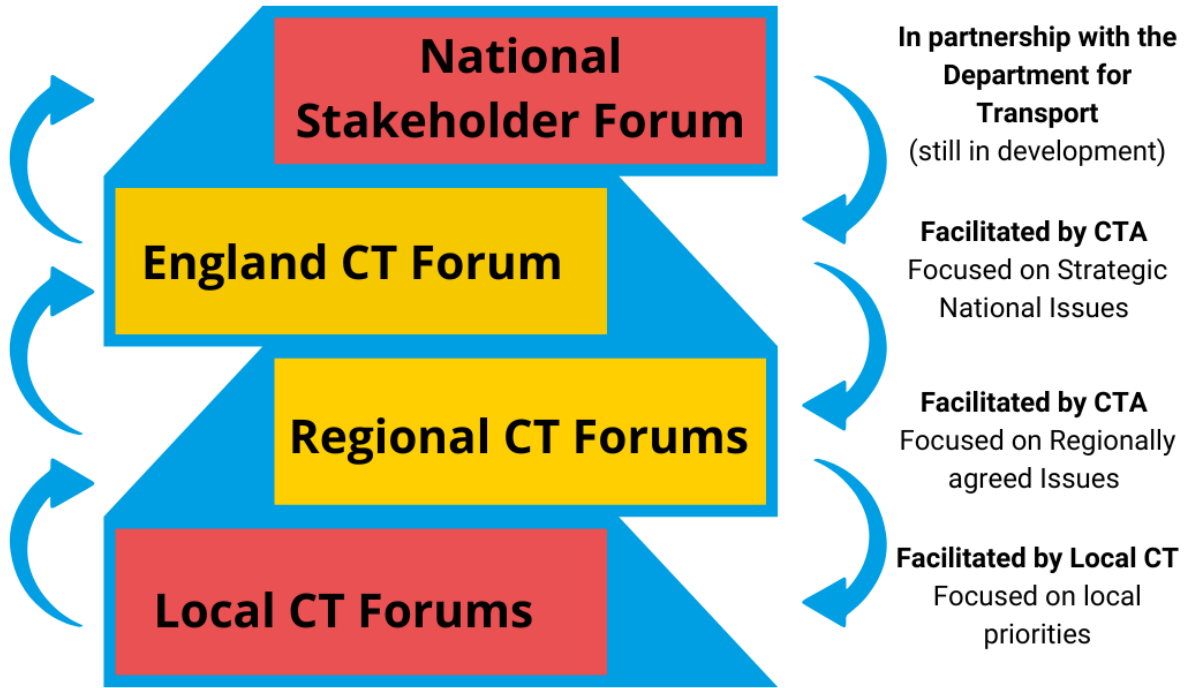 National
Stakeholder Forum
In partnership with the
Department for
Transport
(still in development)
England CT Forum
Facilitated by CTA
Focused on Strategic
National Issues
Regional CT Forums
Facilitated by CTA
Focused on Regionally
agreed Issues
Local CT Forums
Facilitated by Local CT
Focused on local
priorities